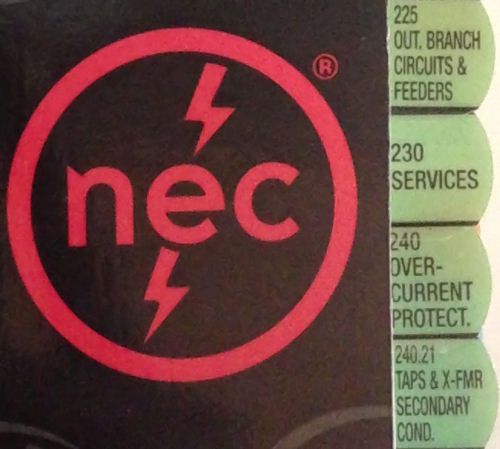 nec
®
225
OUT. BRANCH
CIRCUITS &
FEEDERS
230
SERVICES
240
OVER-
CURRENT
PROTECT.
240.21
TAPS & X-FMR
SECONDARY
COND.